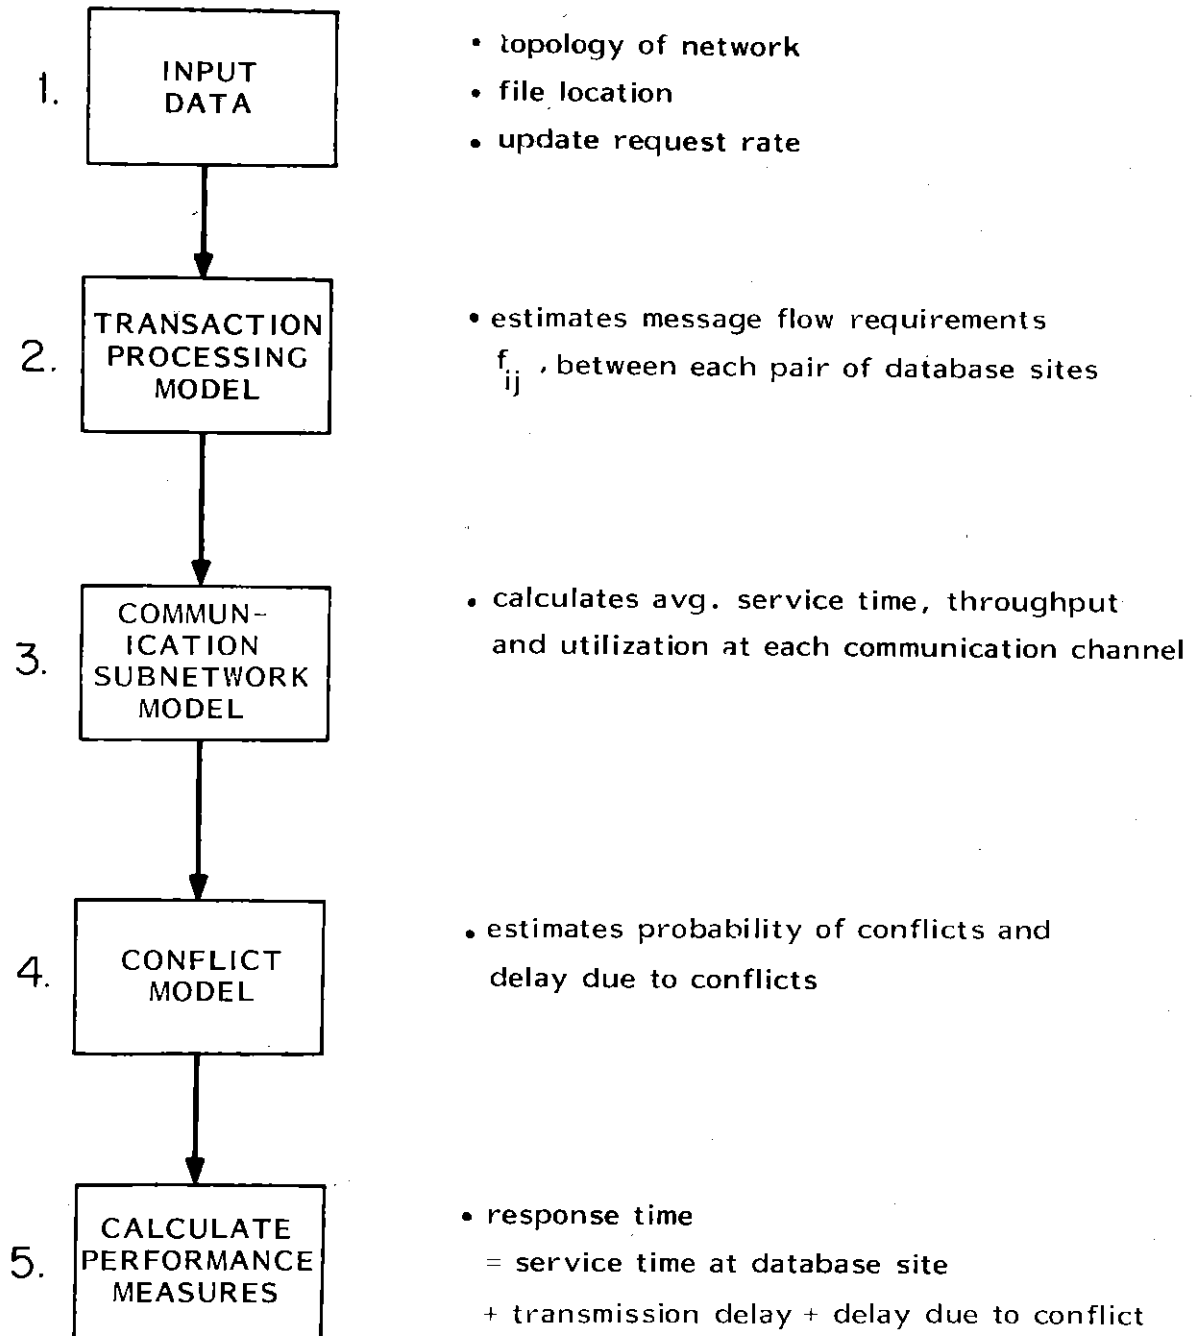 1.
INPUT
DATA
• topology of network
• file location
• update request rate
2.
TRANSACTION
PROCESSING
MODEL
• estimates message flow requirements
f_ij , between each pair of database sites
3.
COMMUN-
ICATION
SUBNETWORK
MODEL
• calculates avg. service time, throughput
and utilization at each communication channel
4.
CONFLICT
MODEL
• estimates probability of conflicts and
delay due to conflicts
5.
CALCULATE
PERFORMANCE
MEASURES
• response time
= service time at database site
+ transmission delay + delay due to conflict